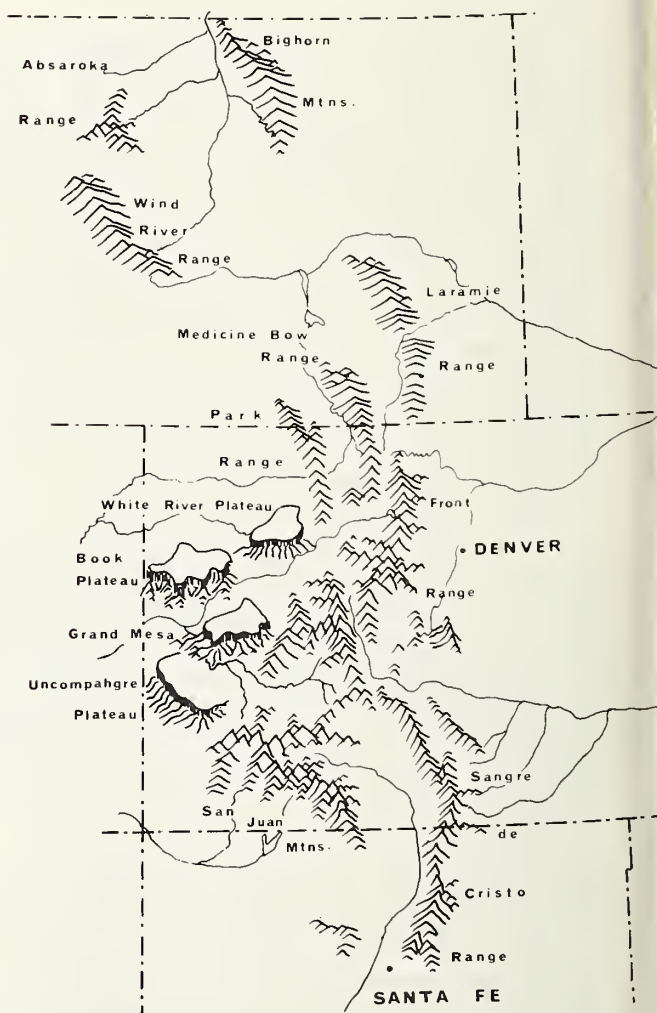 Bighorn
Absaroka
Mtns.
Range
Wind
River
Range
Laramie
Medicine Bow
Range
Range
Park
Range
White River Plateau
Front
Book
DENVER
Plateau
Range
Grand Mesa
Uncompahgre
Plateau
Sangre
San
Juan
de
Mtns.
Cristo
Range
SANTA FE